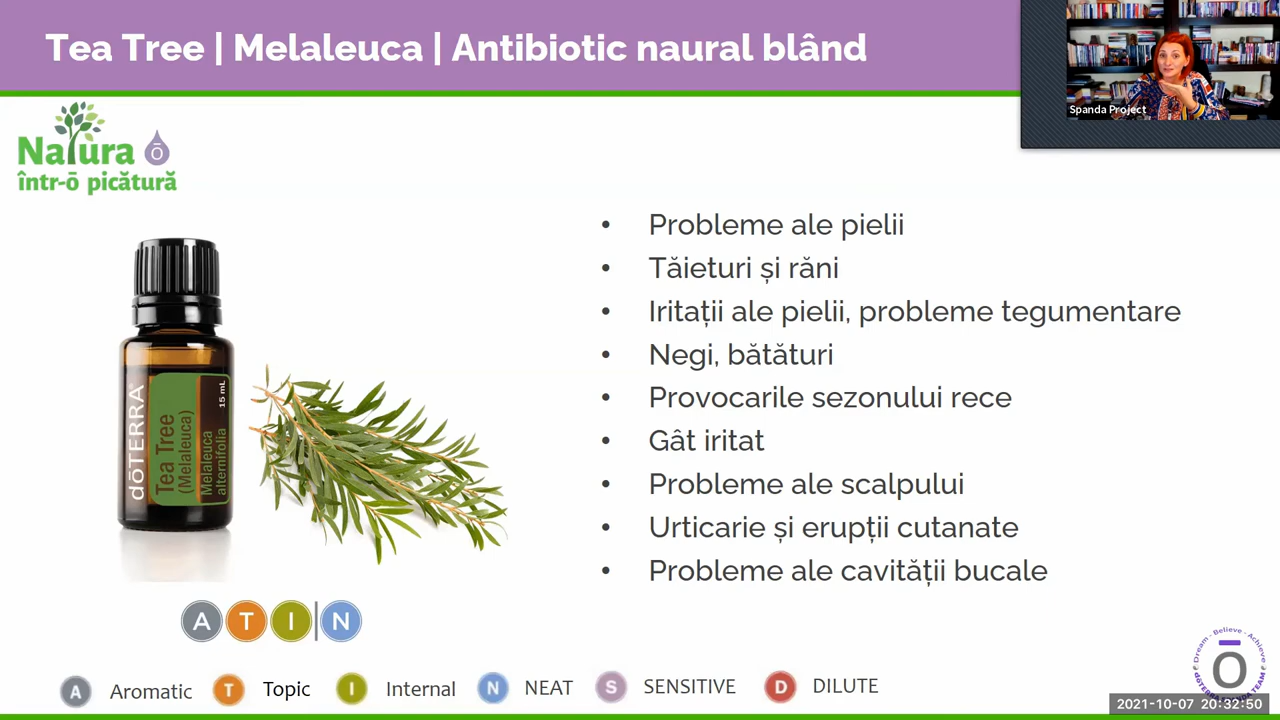 Tea Tree | Melaleuca | Antibiotic naural blând
Spanda Project
Natura ō
într-ō picătură
• Probleme ale pielii
• Tăieturi și răni
• Iritații ale pielii, probleme tegumentare
• Negi, bătături
• Provocarile sezonului rece
• Gât iritat
• Probleme ale scalpului
• Urticarie și erupții cutanate
• Probleme ale cavității bucale
dōTERRA®
Tea Tree
(Melaleuca)
Melaleuca
alternifolia
15 mL
A T I | N
A Aromatic T Topic I Internal N NEAT S SENSITIVE D DILUTE
Dream - Believe - Achieve
ō
2021-10-07 20:32:50